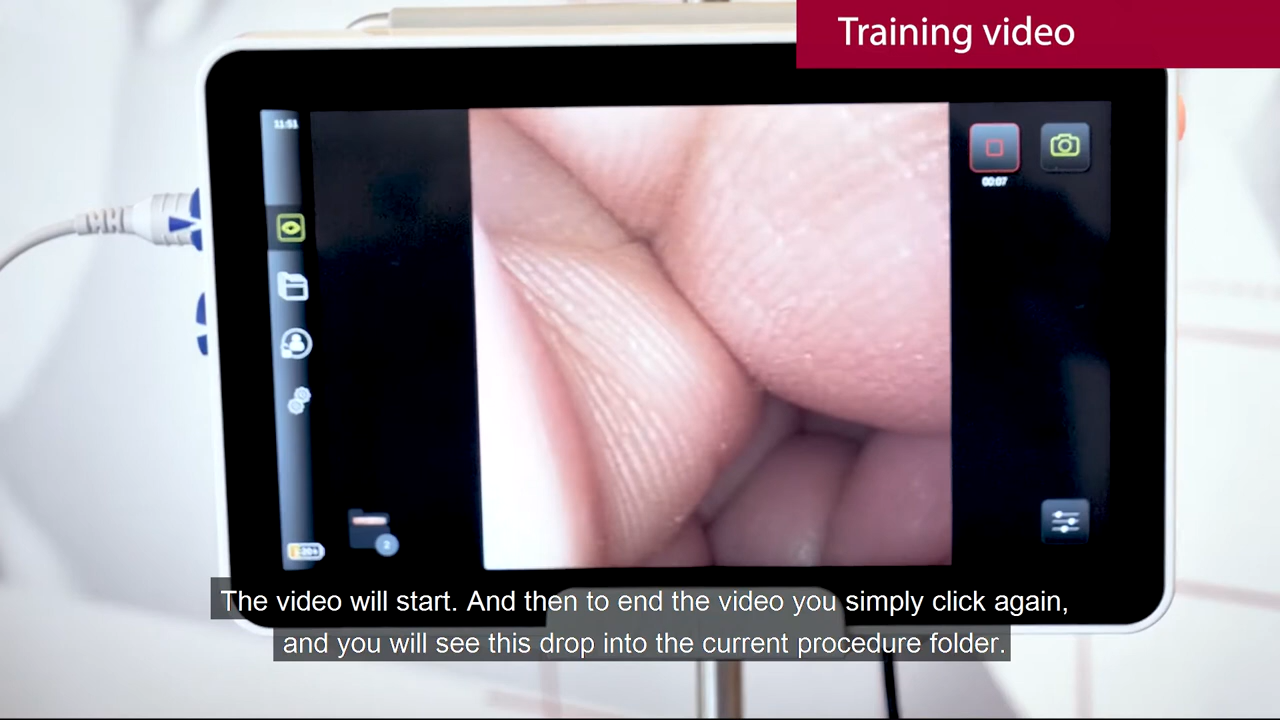 Training video
11:51
00:07
2
The video will start. And then to end the video you simply click again,
and you will see this drop into the current procedure folder.